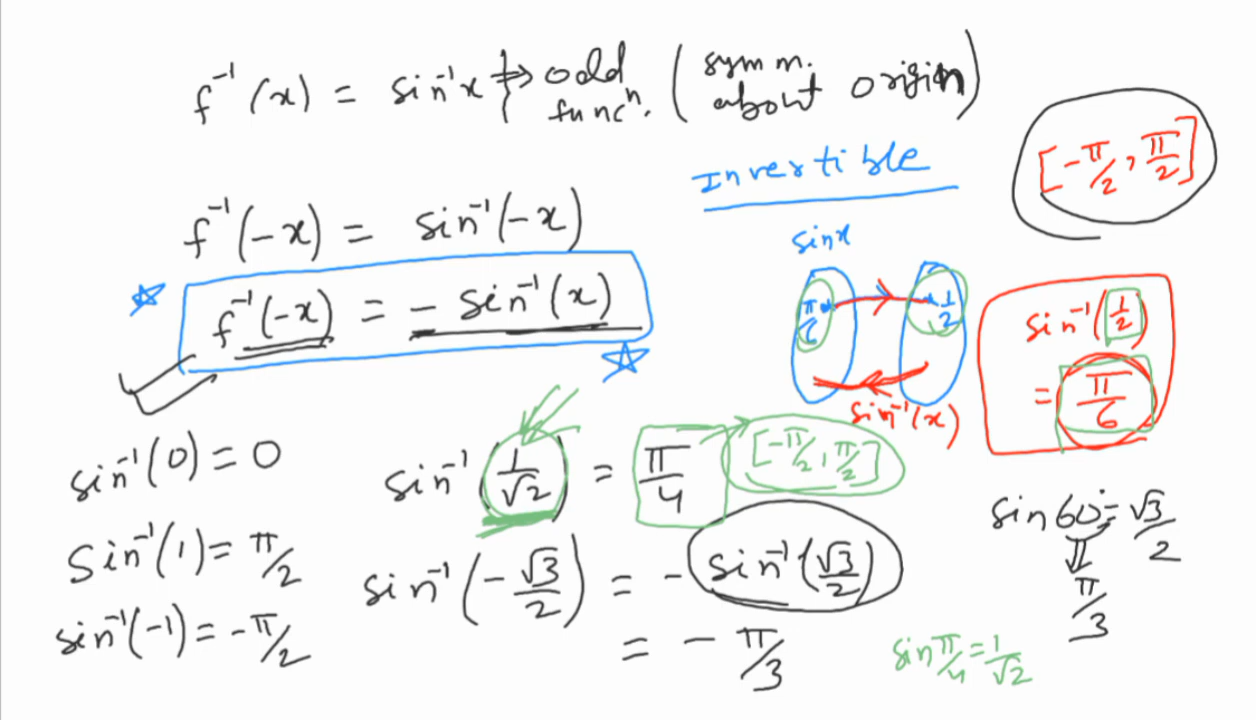 f⁻¹(x) = sin⁻¹x ⇒ odd funcⁿ. (symm. about origin)
[-π/2, π/2]
Invertible
f⁻¹(-x) = sin⁻¹(-x)
sinx
f⁻¹(-x) = - sin⁻¹(x)
π/6 1/2
sin⁻¹(x)
sin⁻¹(1/2)
= π/6
sin⁻¹(0) = 0
sin⁻¹(1/√2) = π/4 [-π/2, π/2]
sin60° = √3/2
π/3
Sin⁻¹(1) = π/2
sin⁻¹(-√3/2) = - sin⁻¹(√3/2)
sin⁻¹(-1) = -π/2
= - π/3
sin π/4 = 1/√2